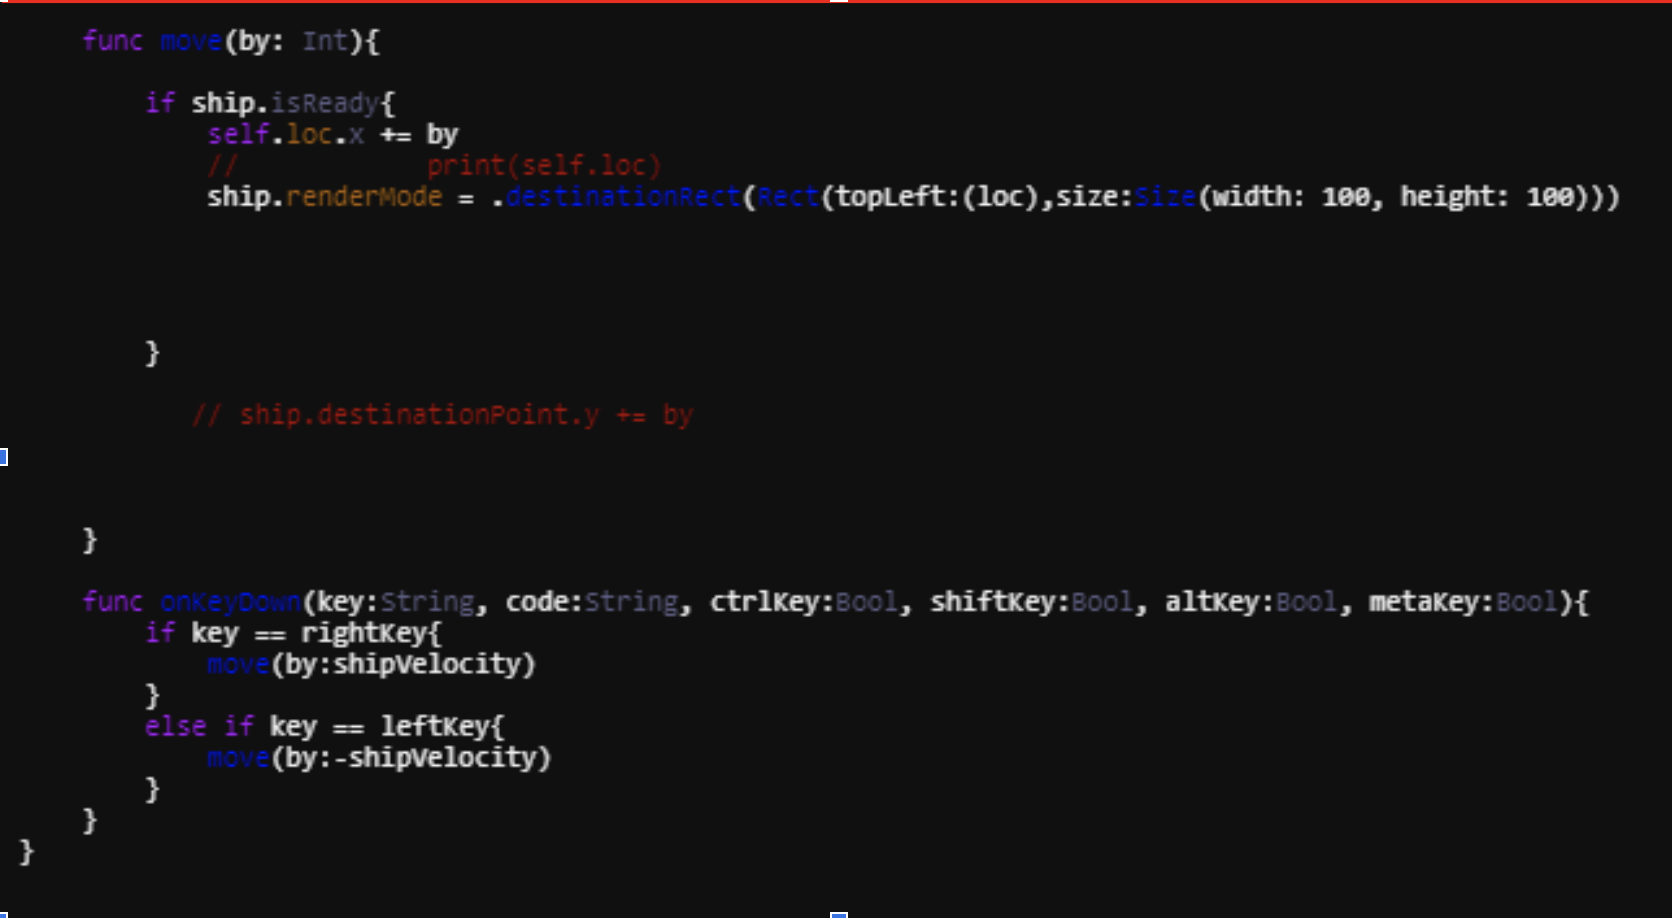 func move(by: Int){
if ship.isReady{
self.loc.x += by
//            print(self.loc)
ship.renderMode = .destinationRect(Rect(topLeft:(loc),size:Size(width: 100, height: 100)))
}
// ship.destinationPoint.y += by
}
func onKeyDown(key:String, code:String, ctrlKey:Bool, shiftKey:Bool, altKey:Bool, metaKey:Bool){
if key == rightKey{
move(by:shipVelocity)
}
else if key == leftKey{
move(by:-shipVelocity)
}
}
}